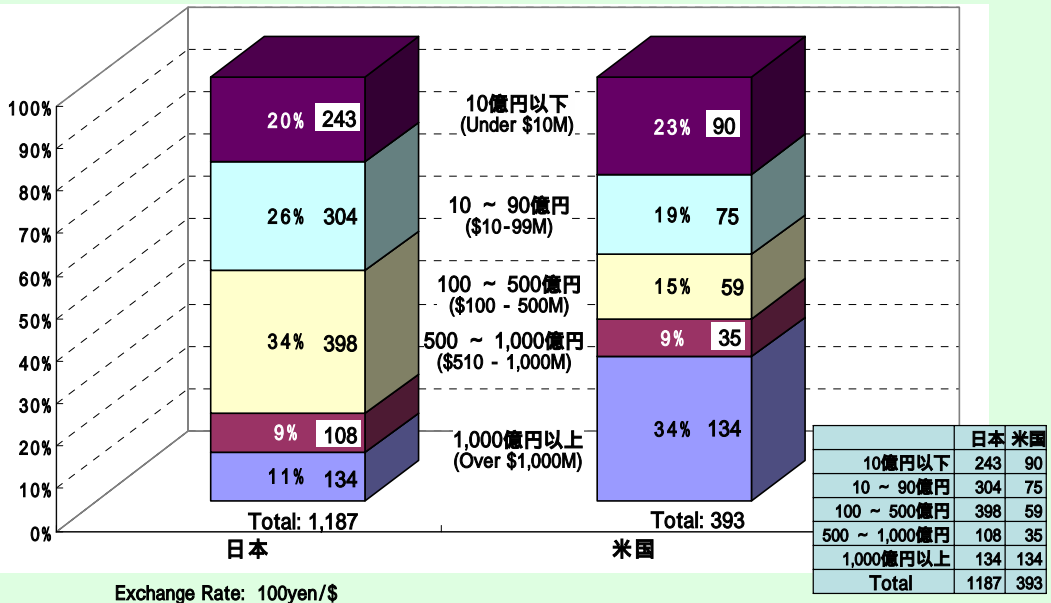 100%
90%
80%
70%
60%
50%
40%
30%
20%
10%
0%
20% 243
26% 304
34% 398
9% 108
11% 134
Total: 1,187
日本
10億円以下
(Under $10M)
10 ~ 90億円
($10-99M)
100 ~ 500億円
($100 - 500M)
500 ~ 1,000億円
($510 - 1,000M)
1,000億円以上
(Over $1,000M)
23% 90
19% 75
15% 59
9% 35
34% 134
Total: 393
米国
日本 米国
10億円以下 243 90
10 ~ 90億円 304 75
100 ~ 500億円 398 59
500 ~ 1,000億円 108 35
1,000億円以上 134 134
Total 1187 393
Exchange Rate: 100yen/$